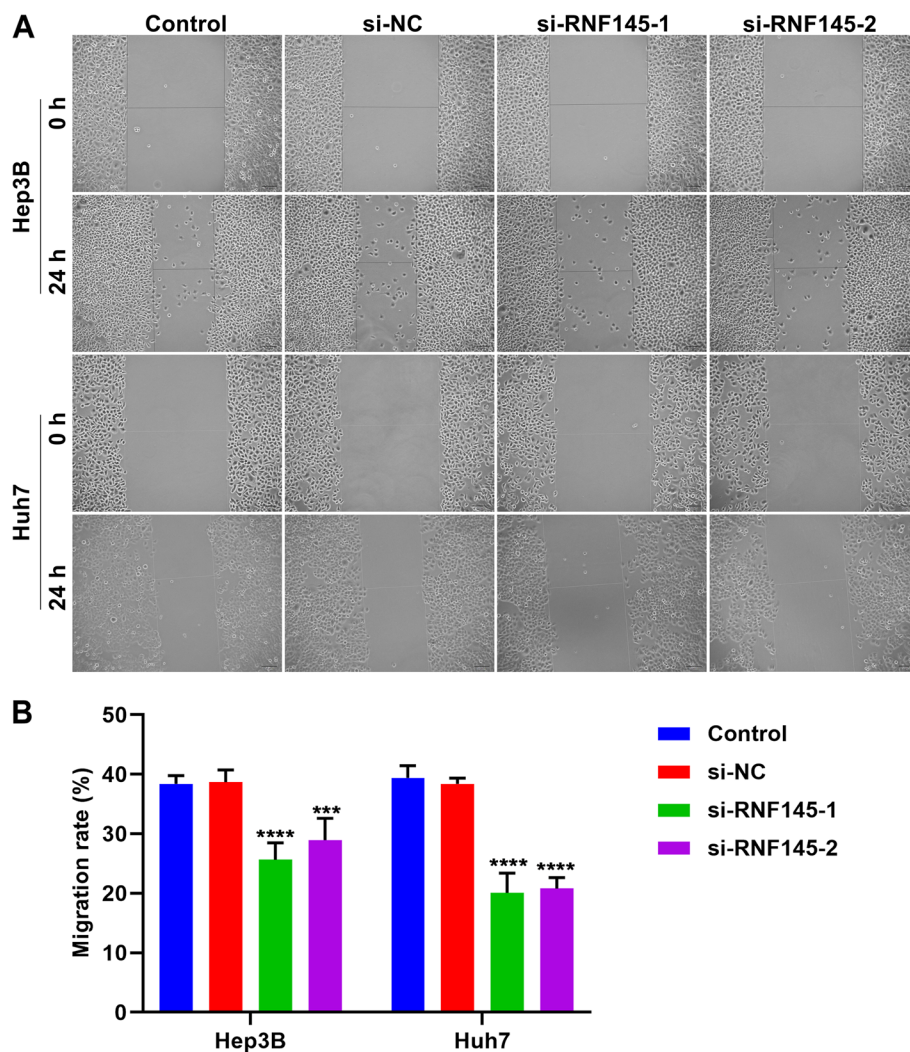 A
Control si-NC si-RNF145-1 si-RNF145-2
Hep3B
0 h
24 h
Huh7
0 h
24 h
B
Migration rate (%)
50
40
30
20
10
0
**** ***
**** ****
Hep3B Huh7
Control
si-NC
si-RNF145-1
si-RNF145-2